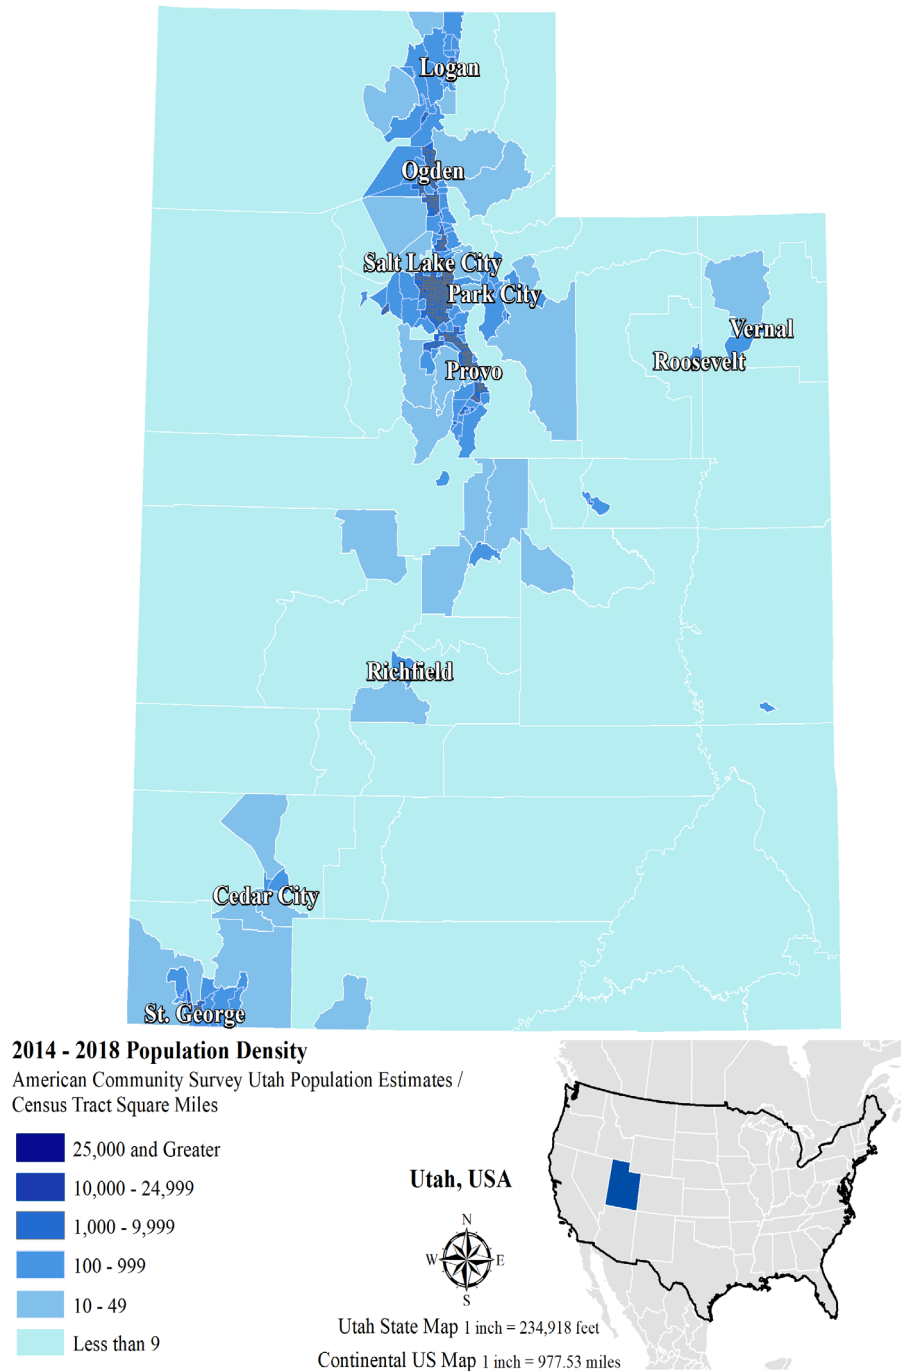 Logan
Ogden
Salt Lake City
Park City
Vernal
Roosevelt
Provo
Richfield
Cedar City
St. George
2014 - 2018 Population Density
American Community Survey Utah Population Estimates /
Census Tract Square Miles
25,000 and Greater
10,000 - 24,999
1,000 - 9,999
100 - 999
10 - 49
Less than 9
Utah, USA
N
W E
S
Utah State Map 1 inch = 234,918 feet
Continental US Map 1 inch = 977.53 miles